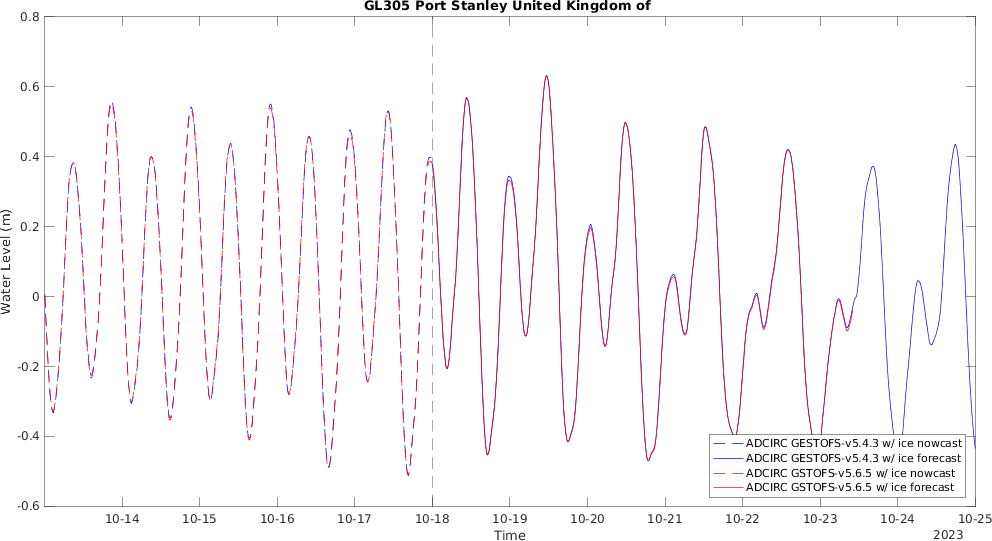 GL305 Port Stanley United Kingdom of
Water Level (m)
0.8
0.6
0.4
0.2
0
-0.2
-0.4
-0.6
ADCIRC GESTOFS-v5.4.3 w/ ice nowcast
ADCIRC GESTOFS-v5.4.3 w/ ice forecast
ADCIRC GSTOFS-v5.6.5 w/ ice nowcast
ADCIRC GSTOFS-v5.6.5 w/ ice forecast
10-14 10-15 10-16 10-17 10-18 10-19 10-20 10-21 10-22 10-23 10-24 10-25
Time
2023